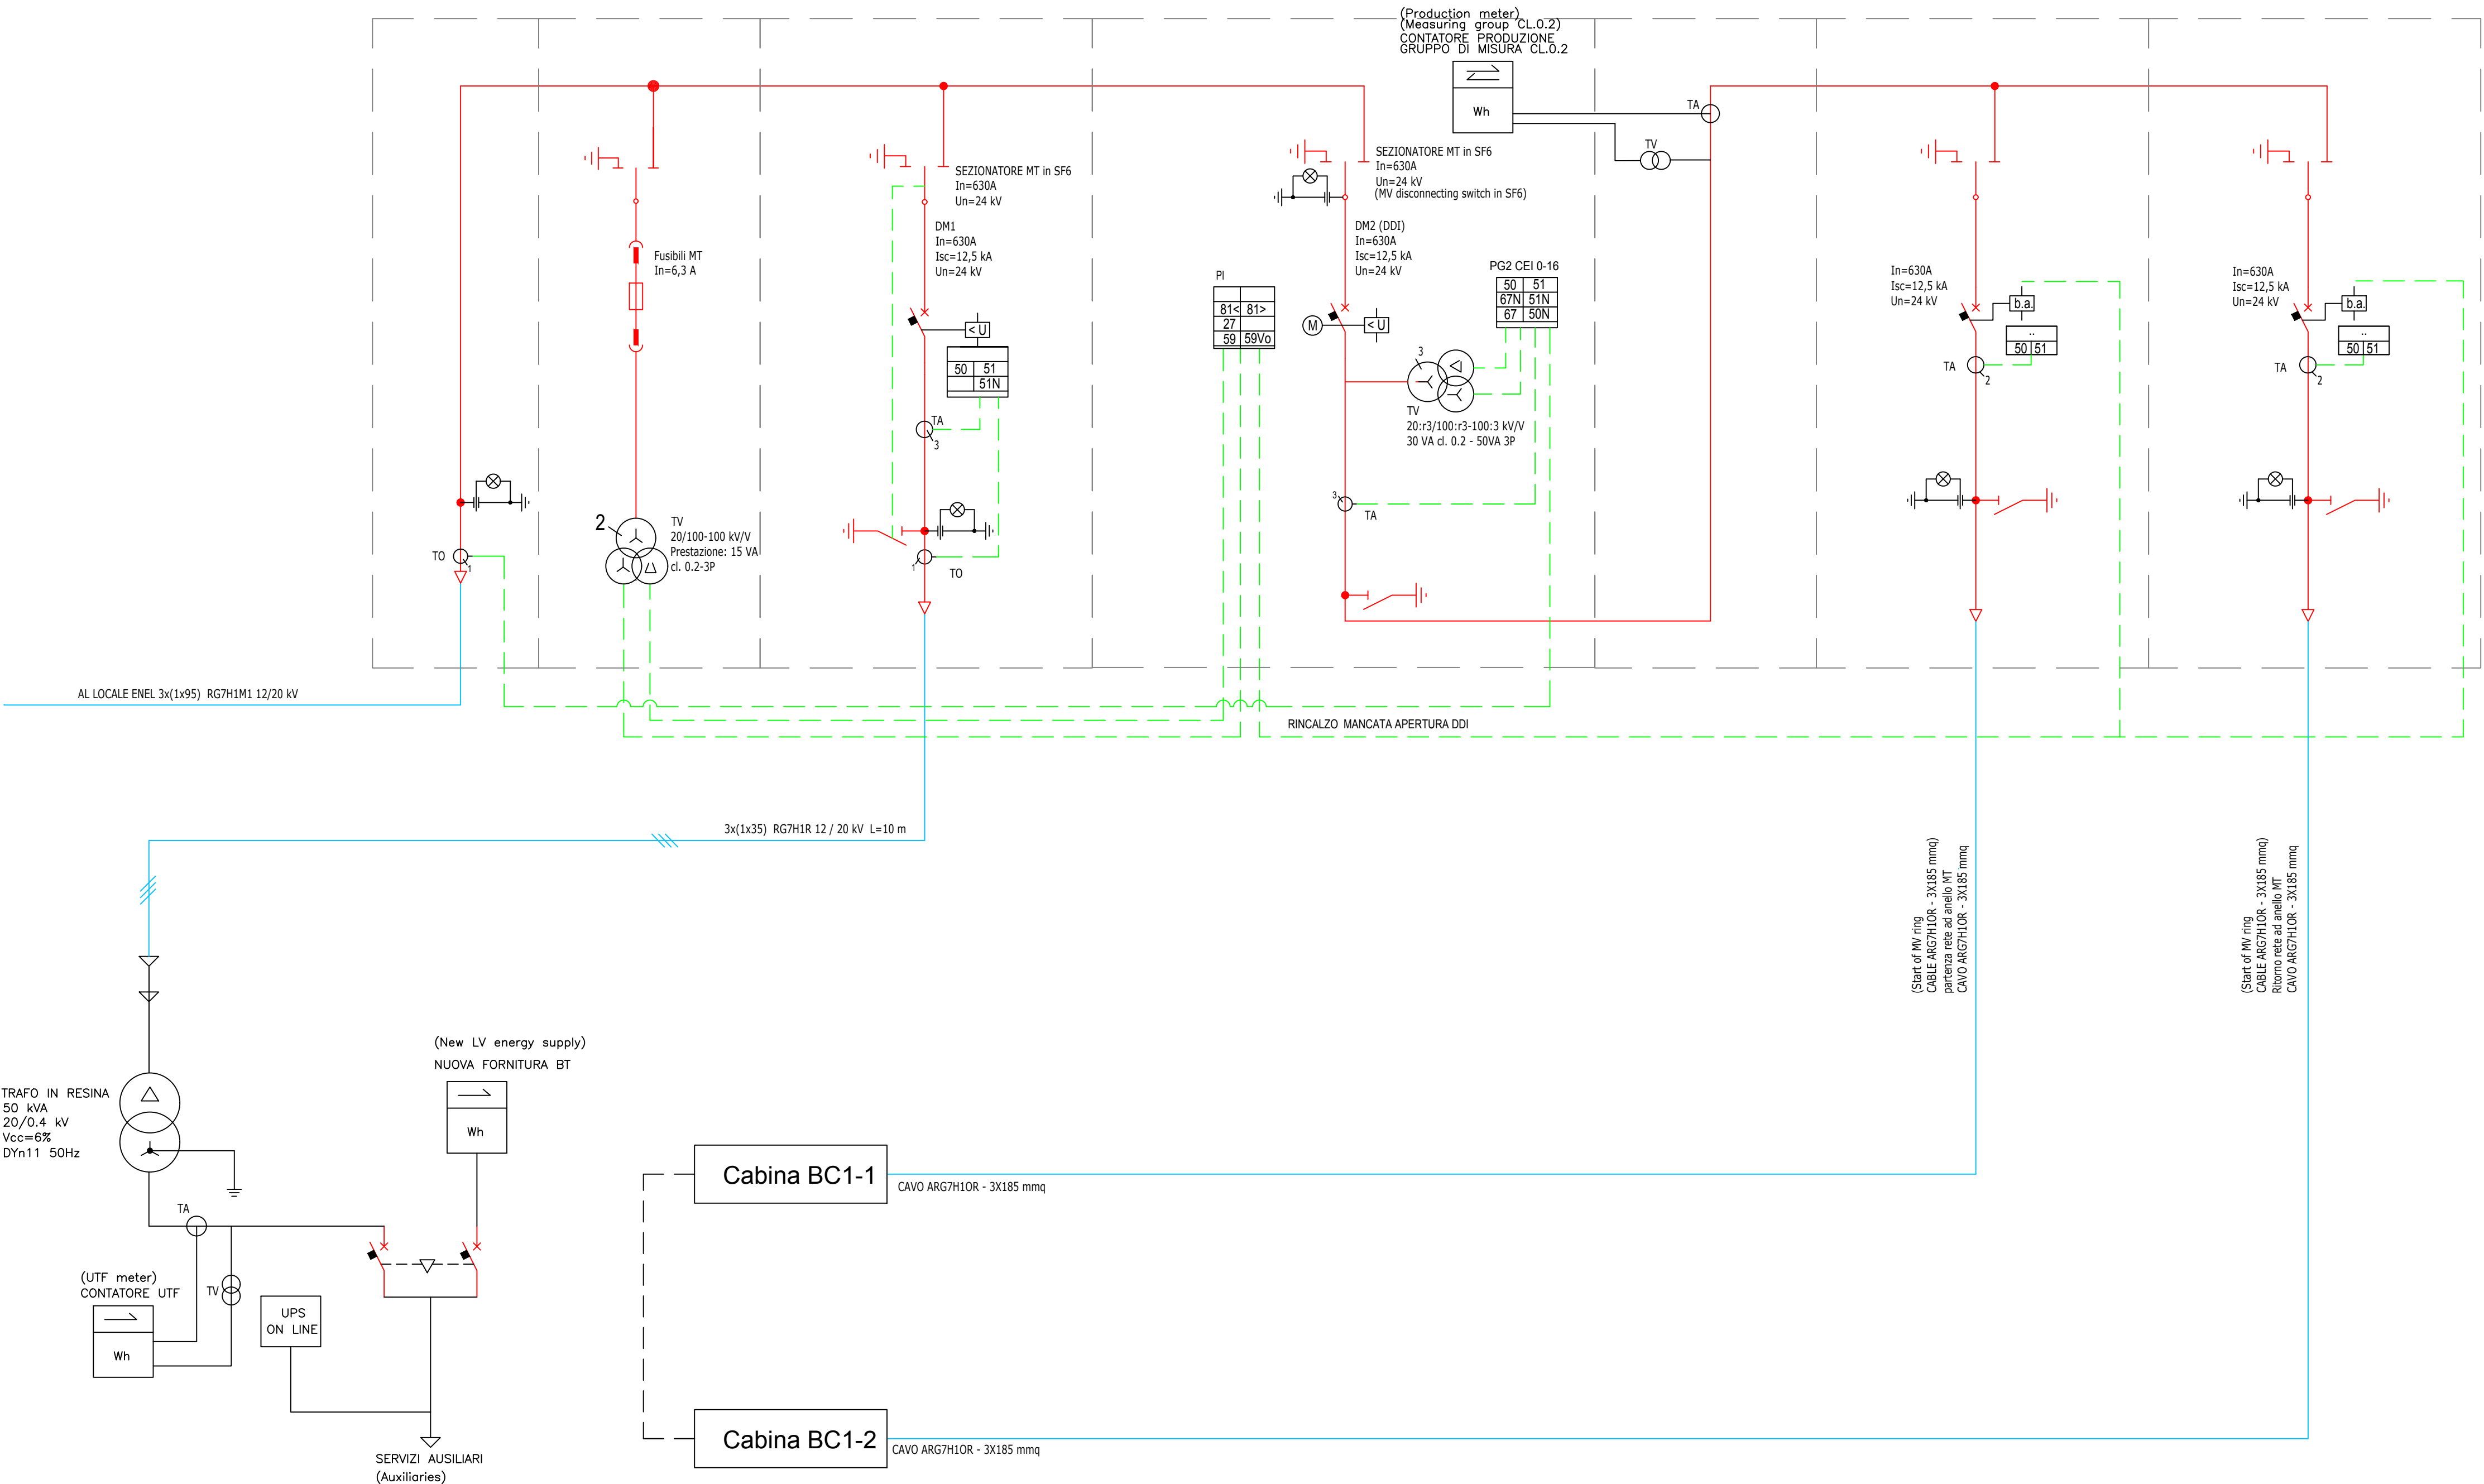 (Production meter)
(Measuring group CL.0.2)
CONTATORE PRODUZIONE
GRUPPO DI MISURA CL.0.2
Wh
TA
TV
SEZIONATORE MT in SF6
In=630A
Un=24 kV
SEZIONATORE MT in SF6
In=630A
Un=24 kV
(MV disconnecting switch in SF6)
Fusibili MT
In=6,3 A
DM1
In=630A
Isc=12,5 kA
Un=24 kV
< U
50 51
51N
TA
3
TO
1
PI
81< 81>
27
59 59Vo
DM2 (DDI)
In=630A
Isc=12,5 kA
Un=24 kV
M
< U
PG2 CEI 0-16
50 51
67N 51N
67 50N
3
TV
20:r3/100:r3-100:3 kV/V
30 VA cl. 0.2 - 50VA 3P
3
TA
In=630A
Isc=12,5 kA
Un=24 kV
b.a.
..
50 51
TA
2
In=630A
Isc=12,5 kA
Un=24 kV
b.a.
..
50 51
TA
2
TO
1
2
TV
20/100-100 kV/V
Prestazione: 15 VA
cl. 0.2-3P
AL LOCALE ENEL 3x(1x95) RG7H1M1 12/20 kV
RINCALZO MANCATA APERTURA DDI
3x(1x35) RG7H1R 12 / 20 kV L=10 m
(Start of MV ring
CABLE ARG7H1OR - 3X185 mmq)
partenza rete ad anello MT
CAVO ARG7H1OR - 3X185 mmq
(Start of MV ring
CABLE ARG7H1OR - 3X185 mmq)
Ritorno rete ad anello MT
CAVO ARG7H1OR - 3X185 mmq
TRAFO IN RESINA
50 kVA
20/0.4 kV
Vcc=6%
DYn11 50Hz
(New LV energy supply)
NUOVA FORNITURA BT
Wh
TA
(UTF meter)
CONTATORE UTF
TV
Wh
UPS
ON LINE
SERVIZI AUSILIARI
(Auxiliaries)
Cabina BC1-1
CAVO ARG7H1OR - 3X185 mmq
Cabina BC1-2
CAVO ARG7H1OR - 3X185 mmq